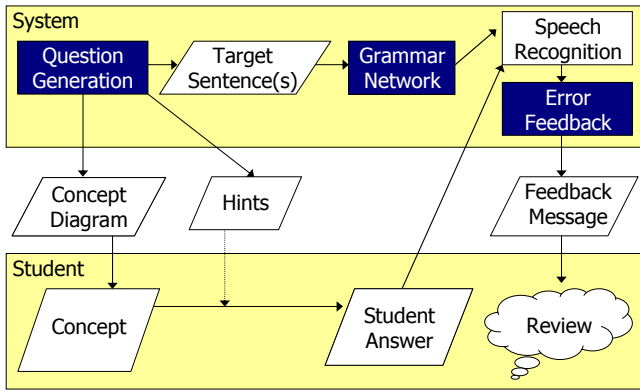 System
Question
Generation
Target
Sentence(s)
Grammar
Network
Speech
Recognition
Error
Feedback
Concept
Diagram
Hints
Feedback
Message
Student
Concept
Student
Answer
Review